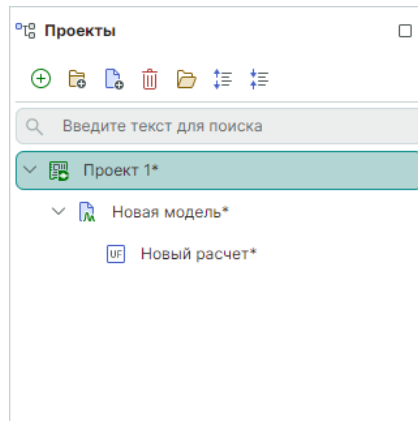 Проекты
Введите текст для поиска
Проект 1*
Новая модель*
UF Новый расчет*